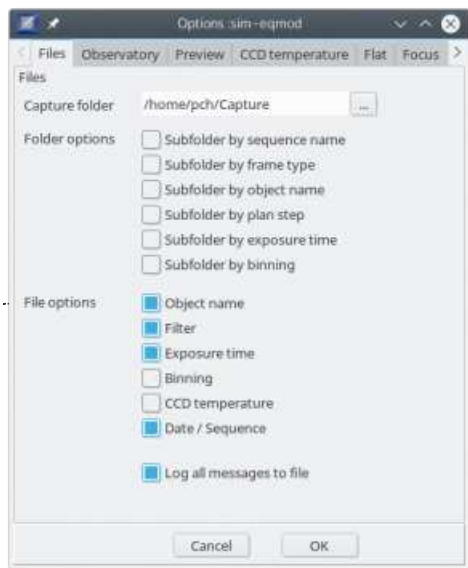 Options :sim-eqmod
Files Observatory Preview CCD temperature Flat Focus
Files
Capture folder /home/pch/Capture ...
Folder options Subfolder by sequence name
Subfolder by frame type
Subfolder by object name
Subfolder by plan step
Subfolder by exposure time
Subfolder by binning
File options Object name
Filter
Exposure time
Binning
CCD temperature
Date / Sequence
Log all messages to file
Cancel OK